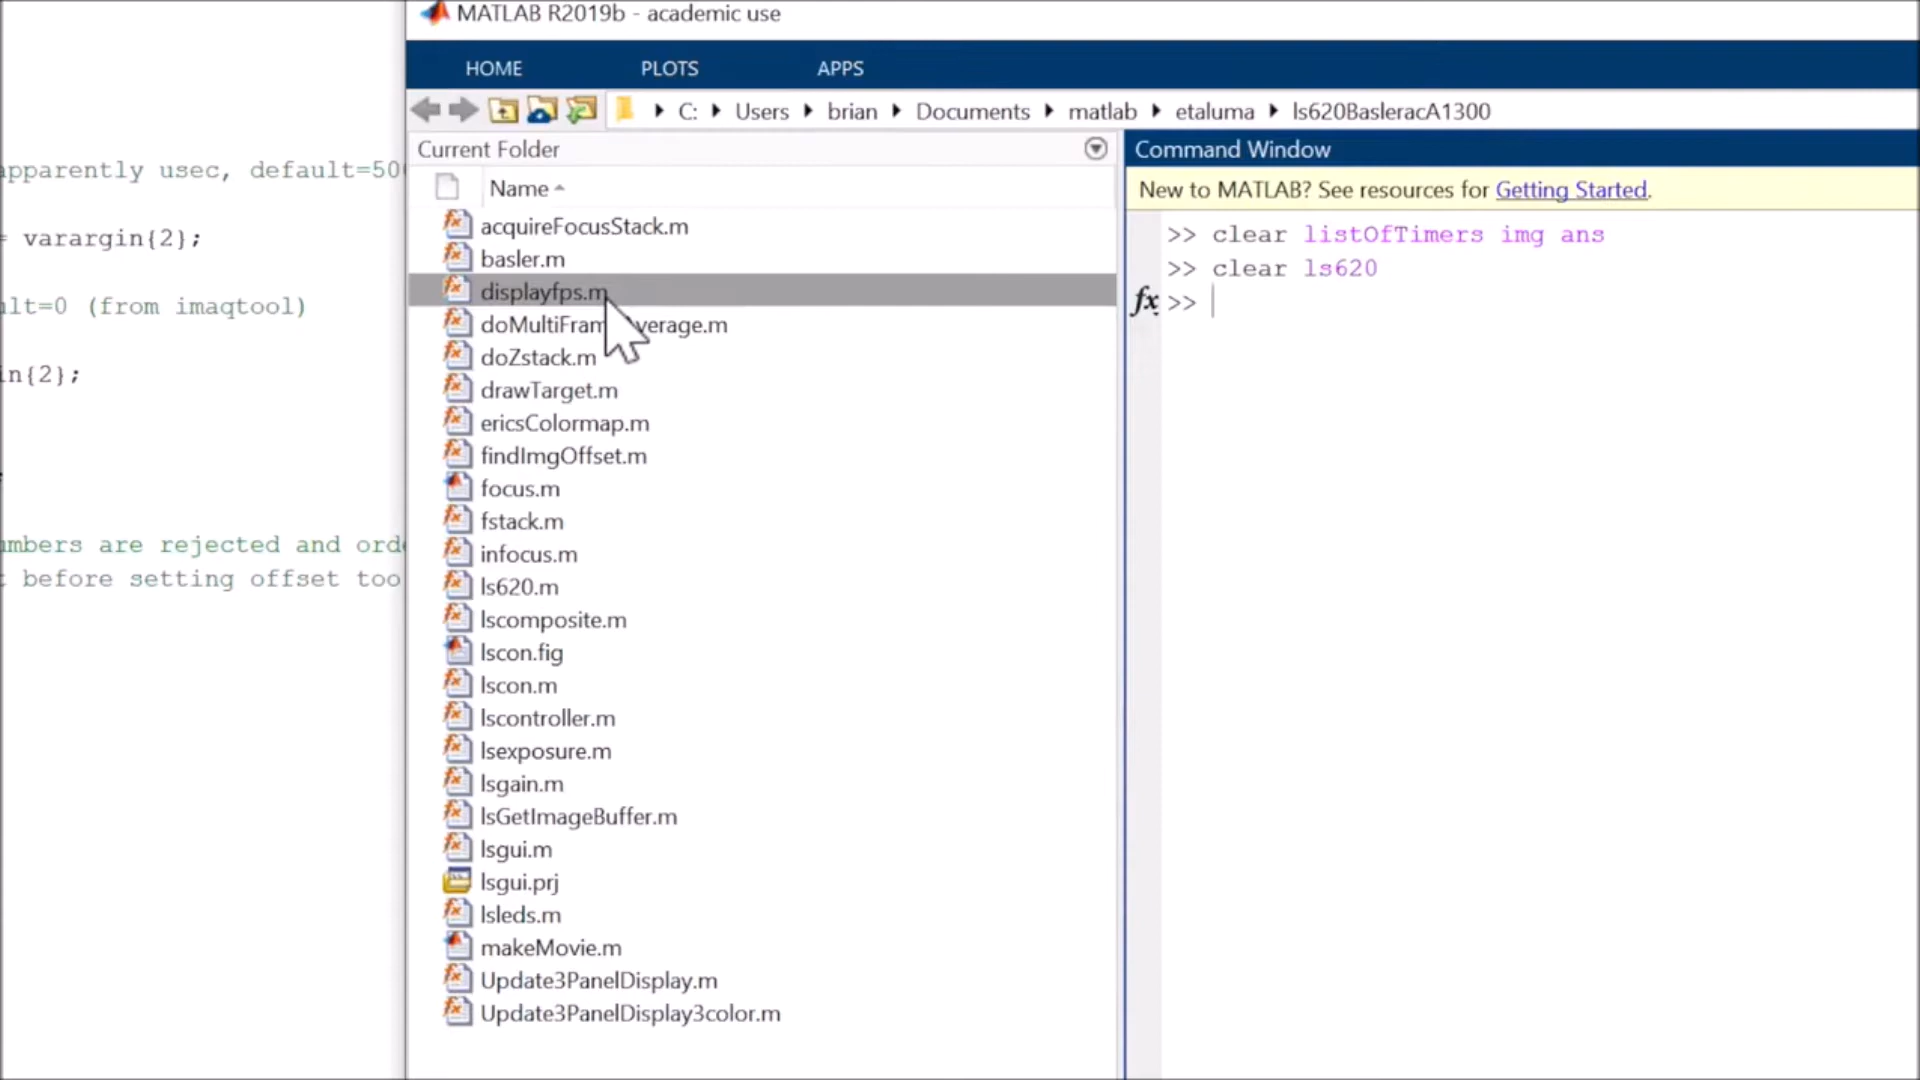 MATLAB R2019b - academic use
HOME PLOTS APPS
C: Users brian Documents matlab etaluma ls620BasleracA1300
Current Folder
Name
acquireFocusStack.m
basler.m
displayfps.m
doMultiFram verage.m
doZstack.m
drawTarget.m
ericsColormap.m
findImgOffset.m
focus.m
fstack.m
infocus.m
ls620.m
lscomposite.m
lscon.fig
lscon.m
lscontroller.m
lsexposure.m
lsgain.m
lsGetImageBuffer.m
lsgui.m
lsgui.prj
lsleds.m
makeMovie.m
Update3PanelDisplay.m
Update3PanelDisplay3color.m
Command Window
New to MATLAB? See resources for Getting Started.
>> clear listOfTimers img ans
>> clear ls620
fx >>
apparently usec, default=50
= varargin{2};
lt=0 (from imaqtool)
n{2};
umbers are rejected and ord
t before setting offset too